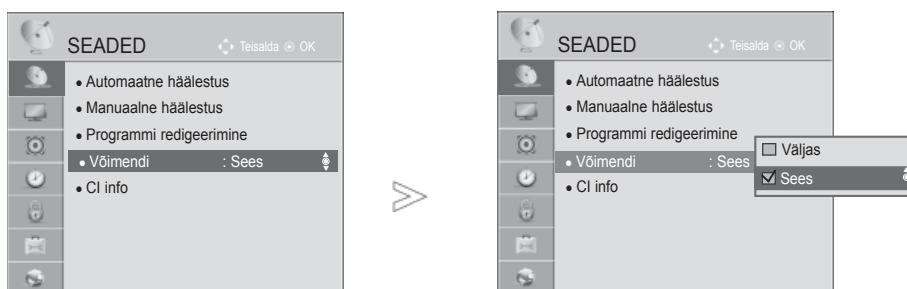 SEADED
Teisalda OK
• Automaatne häälestus
• Manuaalne häälestus
• Programmi redigeerimine
• Võimendi : Sees
• CI info
SEADED
Teisalda OK
• Automaatne häälestus
• Manuaalne häälestus
• Programmi redigeerimine
• Võimendi : Sees
• CI info
Väljas
Sees